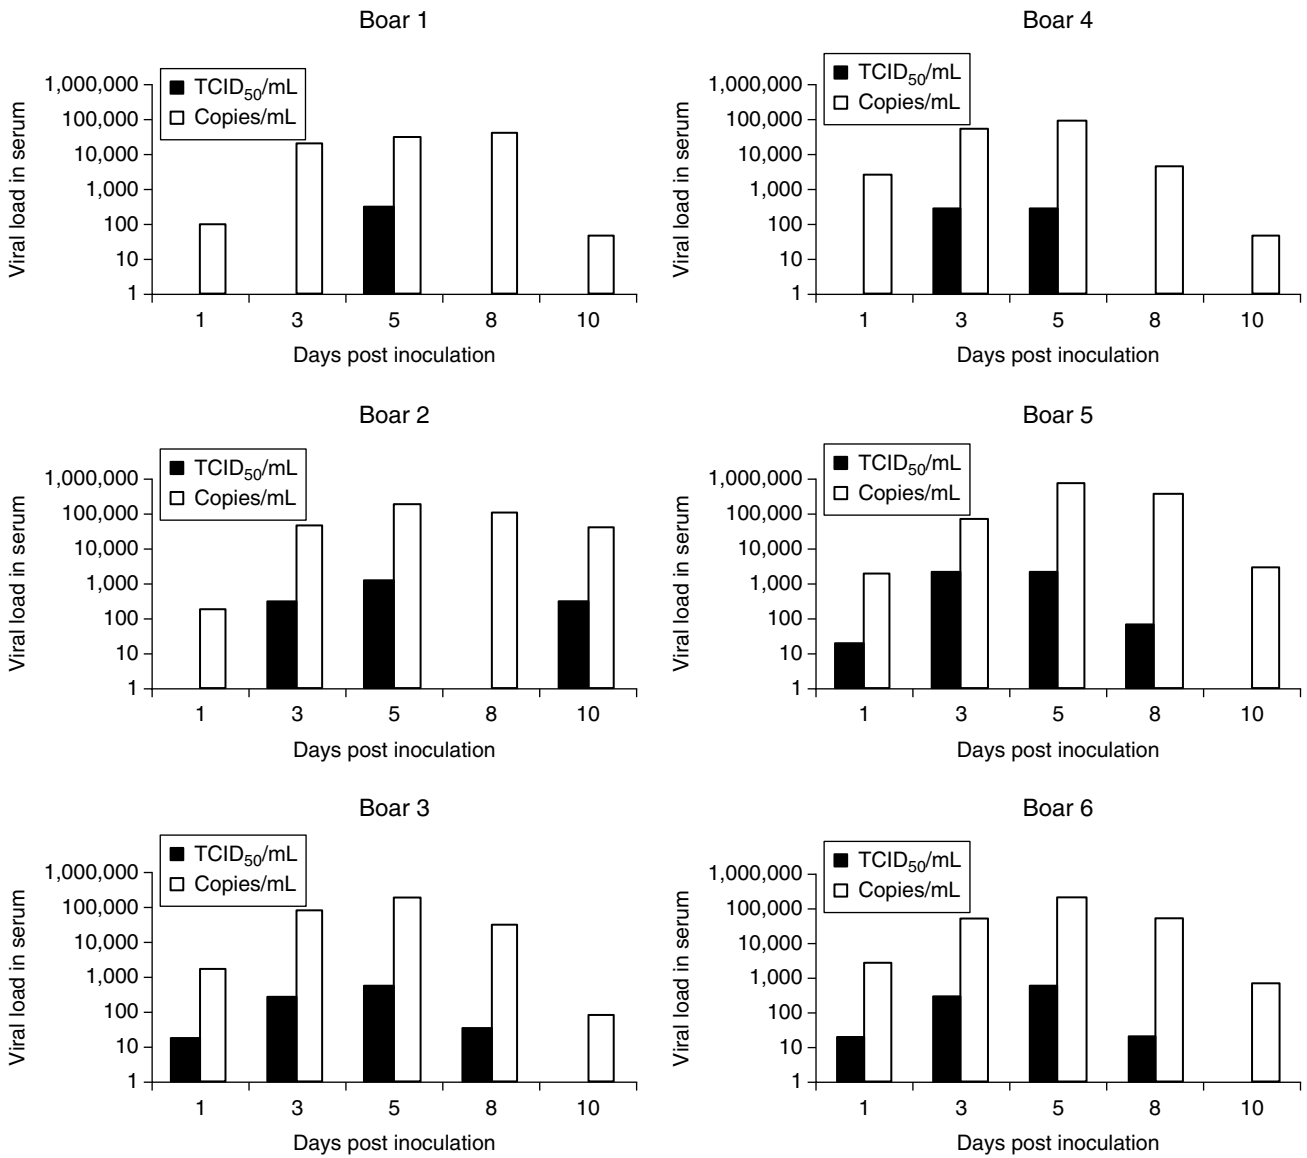 Boar 1
TCID50/mL
Copies/mL
Viral load in serum
1,000,000
100,000
10,000
1,000
100
10
1
1 3 5 8 10
Days post inoculation
Boar 4
TCID50/mL
Copies/mL
Viral load in serum
1,000,000
100,000
10,000
1,000
100
10
1
1 3 5 8 10
Days post inoculation
Boar 2
TCID50/mL
Copies/mL
Viral load in serum
1,000,000
100,000
10,000
1,000
100
10
1
1 3 5 8 10
Days post inoculation
Boar 5
TCID50/mL
Copies/mL
Viral load in serum
1,000,000
100,000
10,000
1,000
100
10
1
1 3 5 8 10
Days post inoculation
Boar 3
TCID50/mL
Copies/mL
Viral load in serum
1,000,000
100,000
10,000
1,000
100
10
1
1 3 5 8 10
Days post inoculation
Boar 6
TCID50/mL
Copies/mL
Viral load in serum
1,000,000
100,000
10,000
1,000
100
10
1
1 3 5 8 10
Days post inoculation